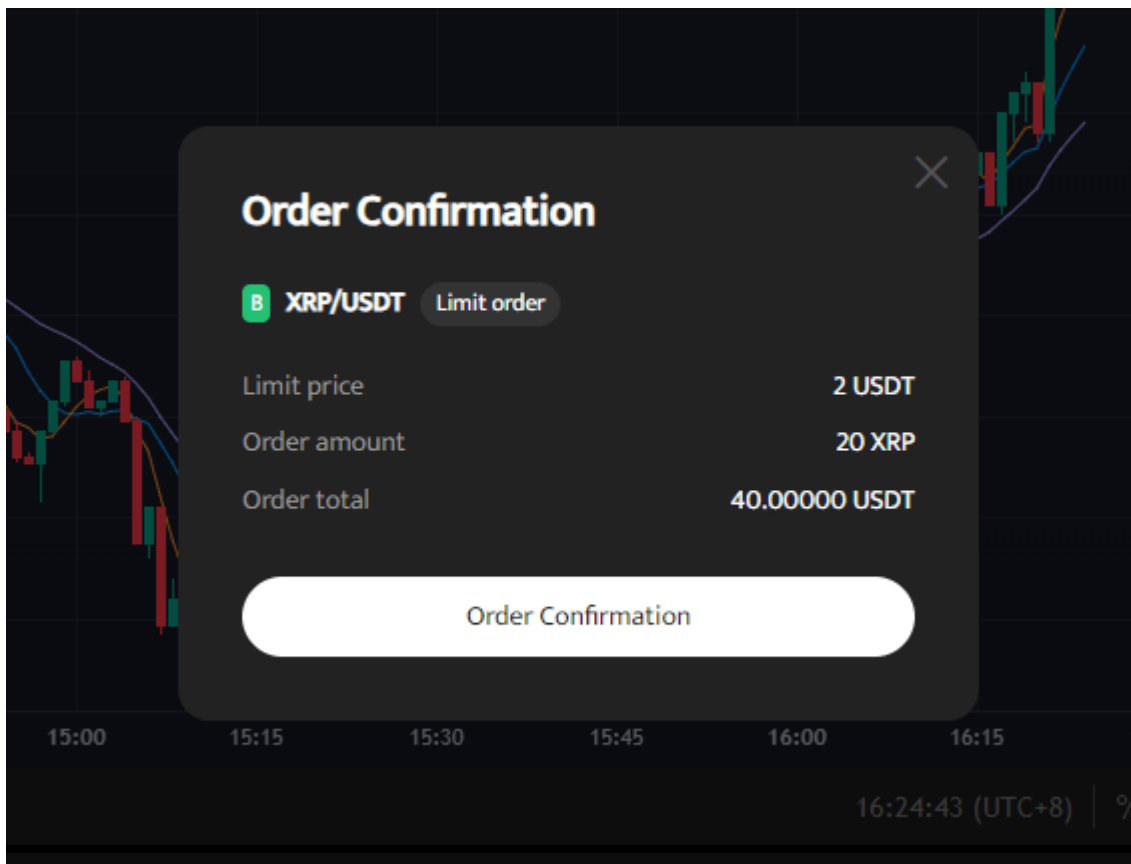 Order Confirmation
B XRP/USDT Limit order
Limit price 2 USDT
Order amount 20 XRP
Order total 40.00000 USDT
Order Confirmation
15:00 15:15 15:30 15:45 16:00 16:15
16:24:43 (UTC+8) %